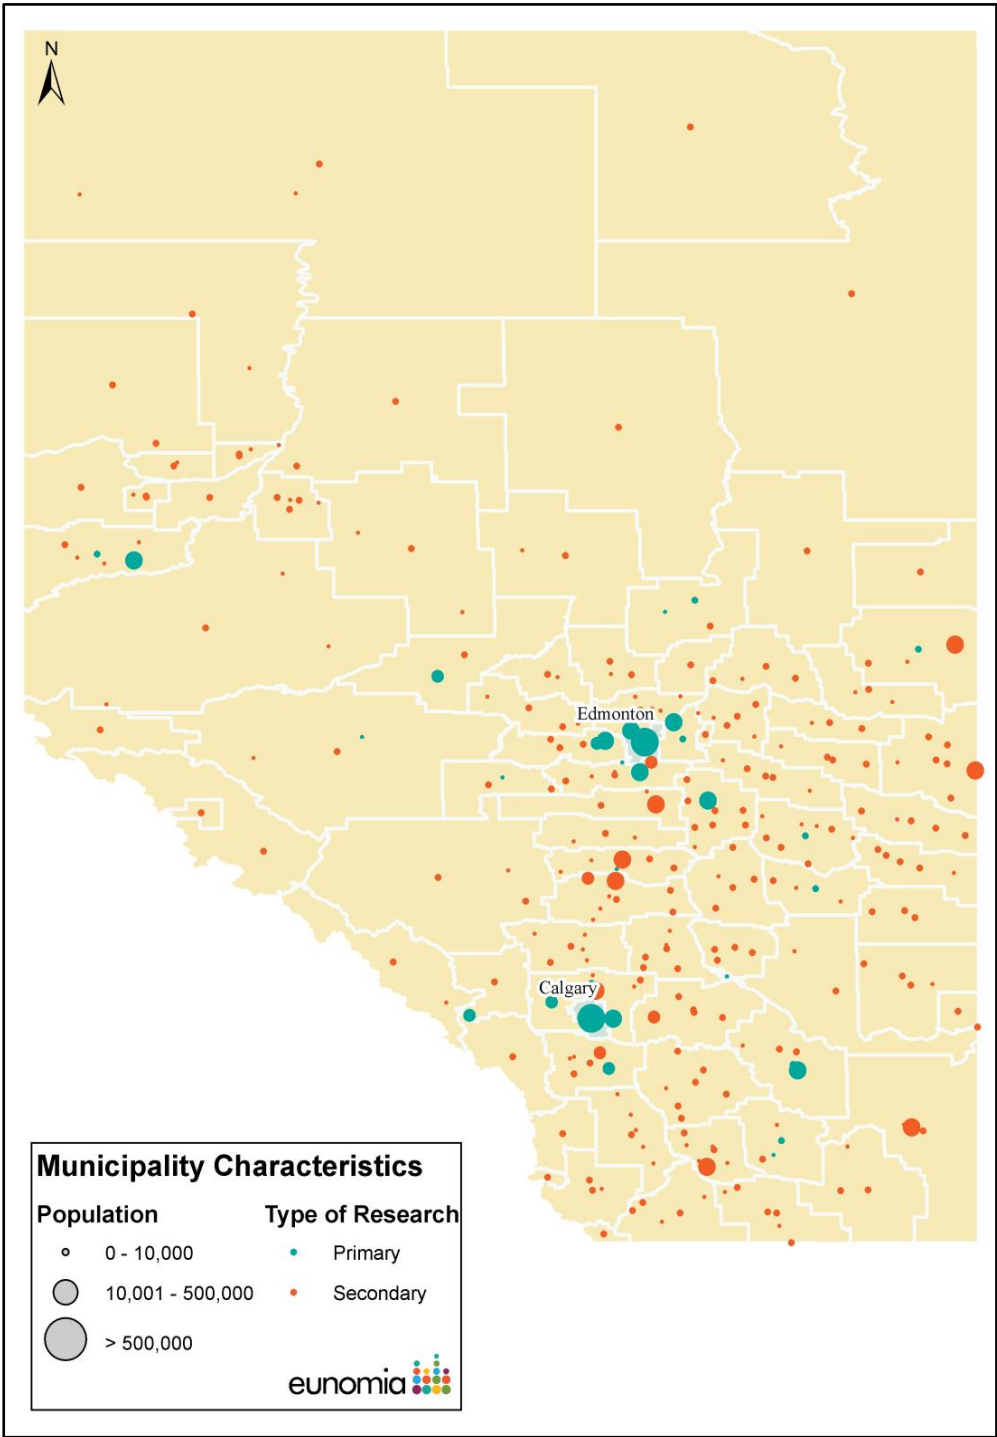 N
Edmonton
Calgary
Municipality Characteristics
Population
Type of Research
0 - 10,000
Primary
10,001 - 500,000
Secondary
> 500,000
eunomia